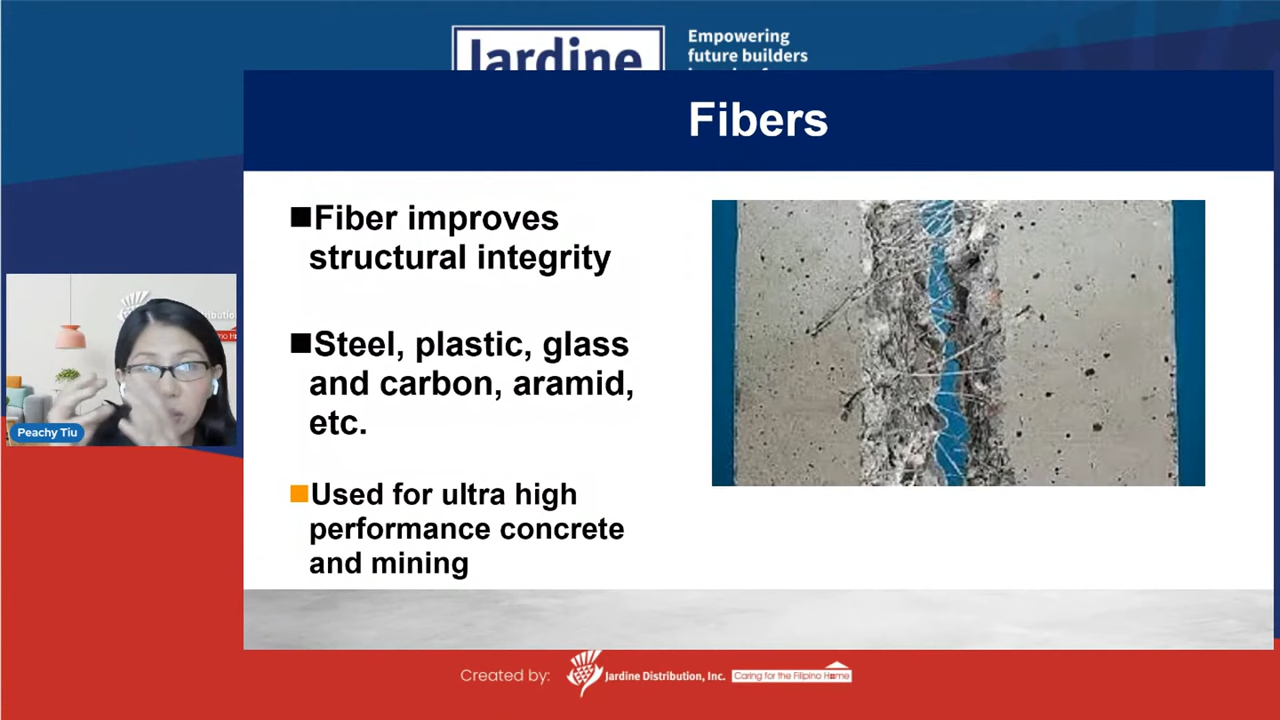 Jardine
Empowering
future builders
Fibers
Fiber improves
structural integrity
Steel, plastic, glass
and carbon, aramid,
etc.
Used for ultra high
performance concrete
and mining
Peachy Tiu
Created by:
Jardine Distribution, Inc.
Caring for the Filipino Home